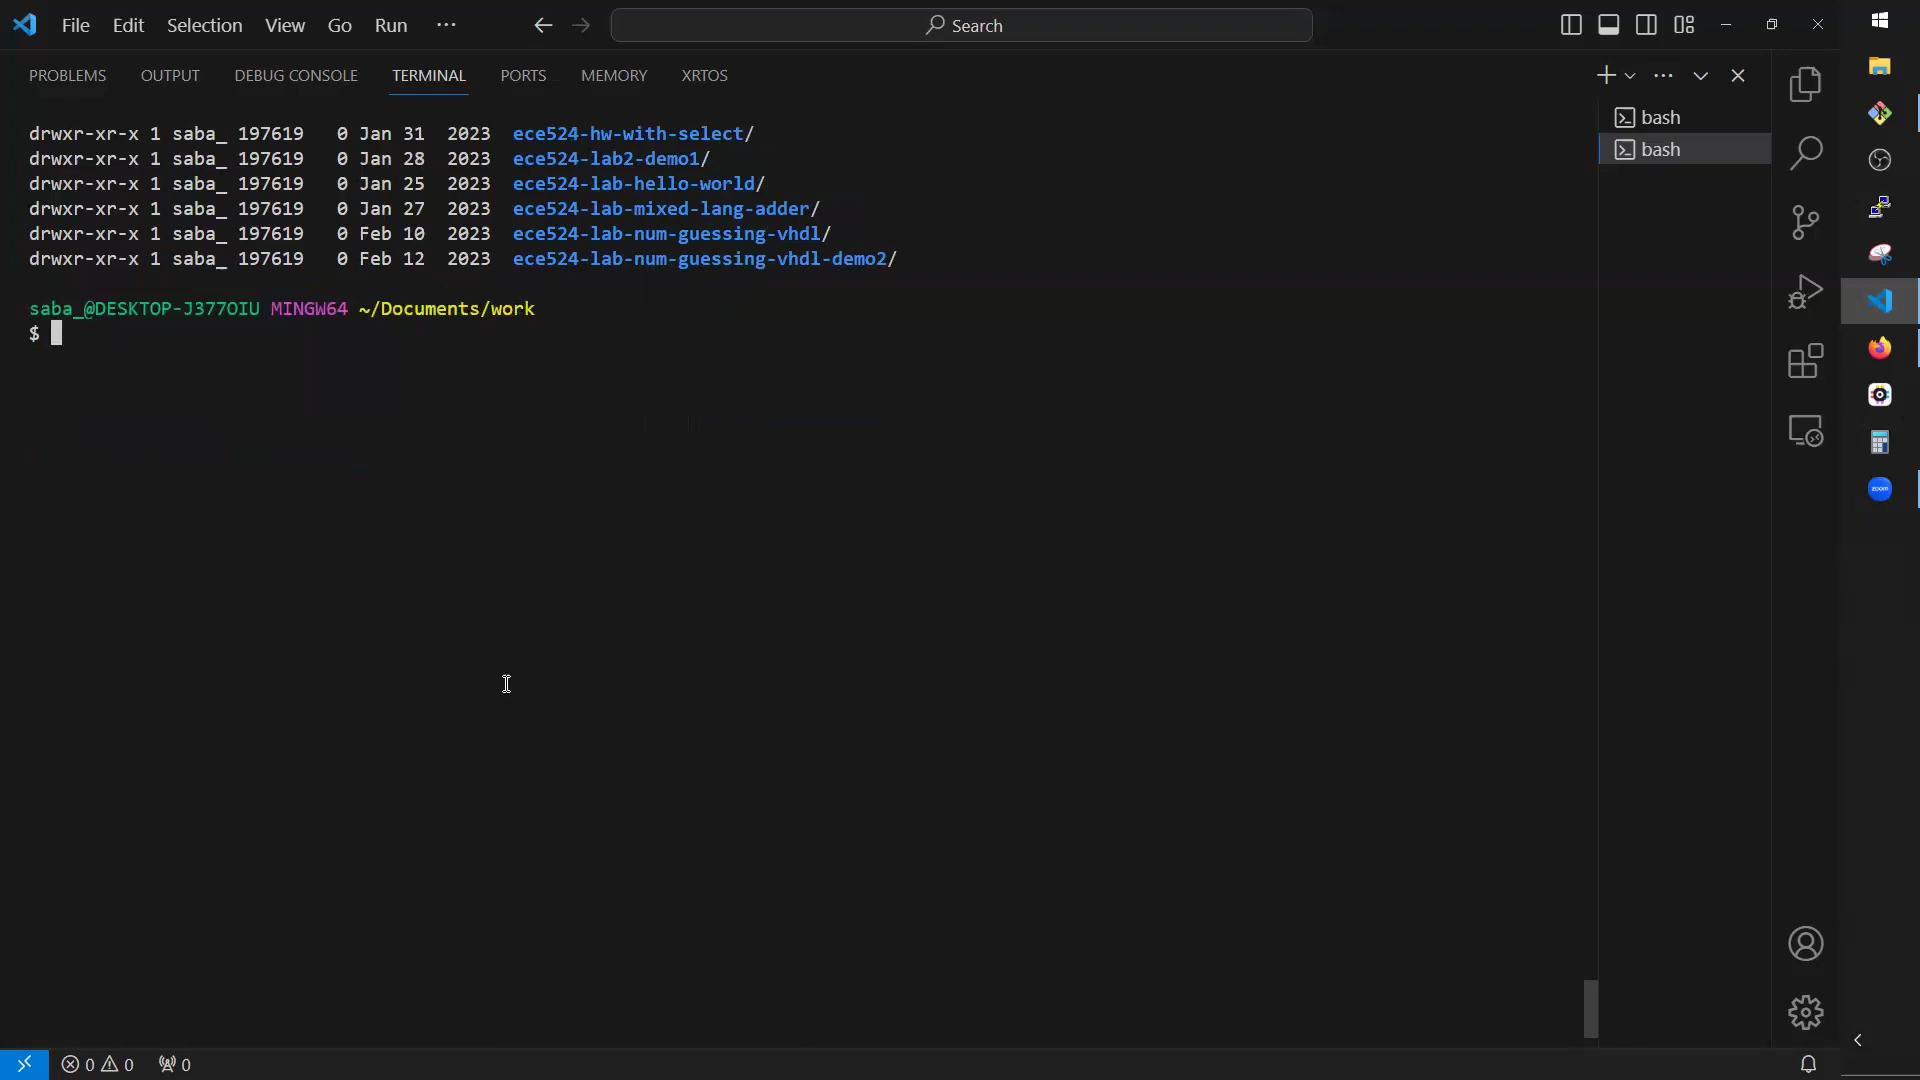 File Edit Selection View Go Run ··· Search
PROBLEMS OUTPUT DEBUG CONSOLE TERMINAL PORTS MEMORY XRTOS
drwxr-xr-x 1 saba_ 197619 0 Jan 31 2023 ece524-hw-with-select/
drwxr-xr-x 1 saba_ 197619 0 Jan 28 2023 ece524-lab2-demo1/
drwxr-xr-x 1 saba_ 197619 0 Jan 25 2023 ece524-lab-hello-world/
drwxr-xr-x 1 saba_ 197619 0 Jan 27 2023 ece524-lab-mixed-lang-adder/
drwxr-xr-x 1 saba_ 197619 0 Feb 10 2023 ece524-lab-num-guessing-vhdl/
drwxr-xr-x 1 saba_ 197619 0 Feb 12 2023 ece524-lab-num-guessing-vhdl-demo2/
saba_@DESKTOP-J377OIU MINGW64 ~/Documents/work
$
bash
bash
zoom
0 0 0